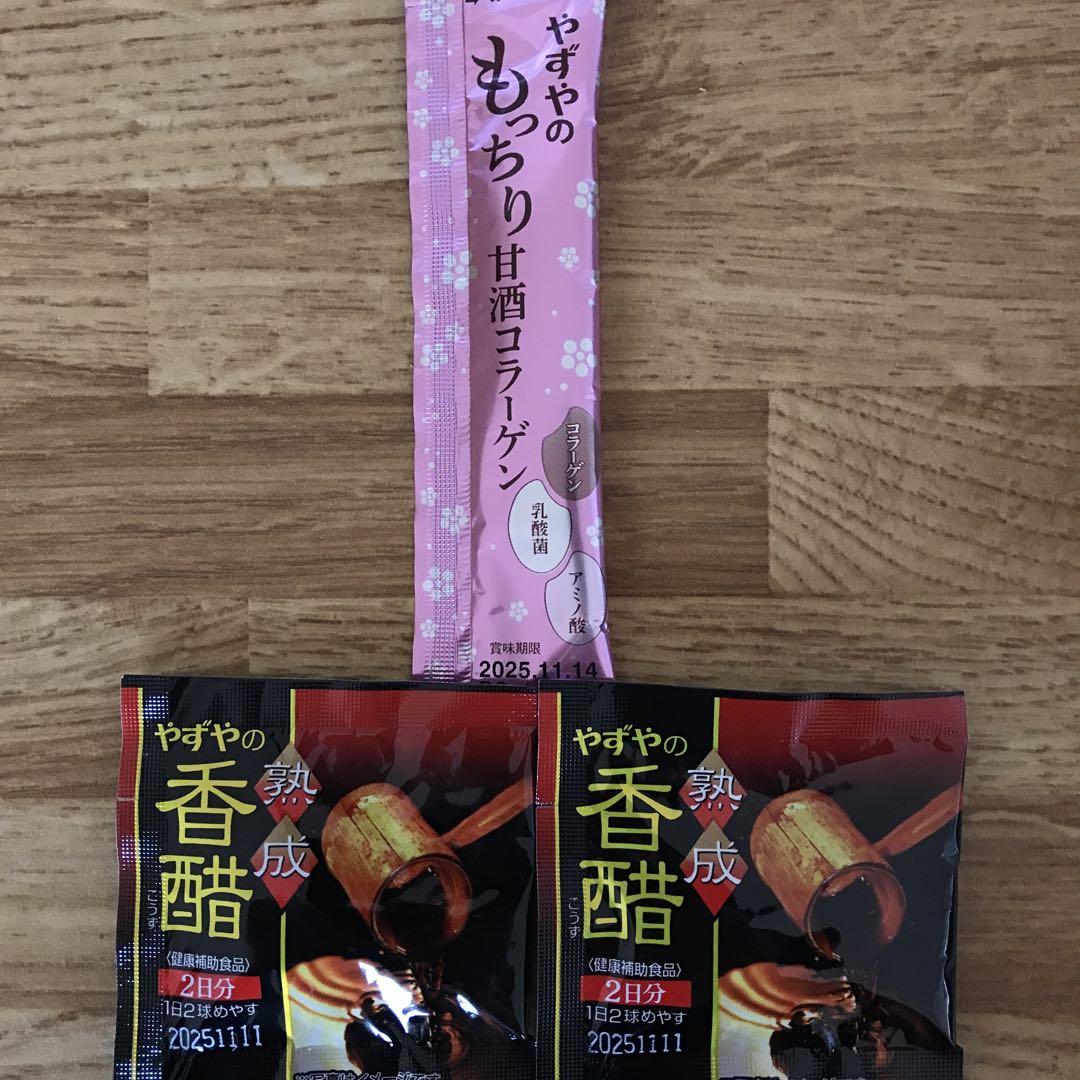 やずやの
もっちり甘酒コラーゲン
コラーゲン
乳酸菌
アミノ酸
賞味期限
2025.11.14
やずやの
熟成
香醋
こうず
〈健康補助食品〉
2日分
1日2球めやす
20251111
やずやの
熟成
香醋
こうず
〈健康補助食品〉
2日分
1日2球めやす
20251111